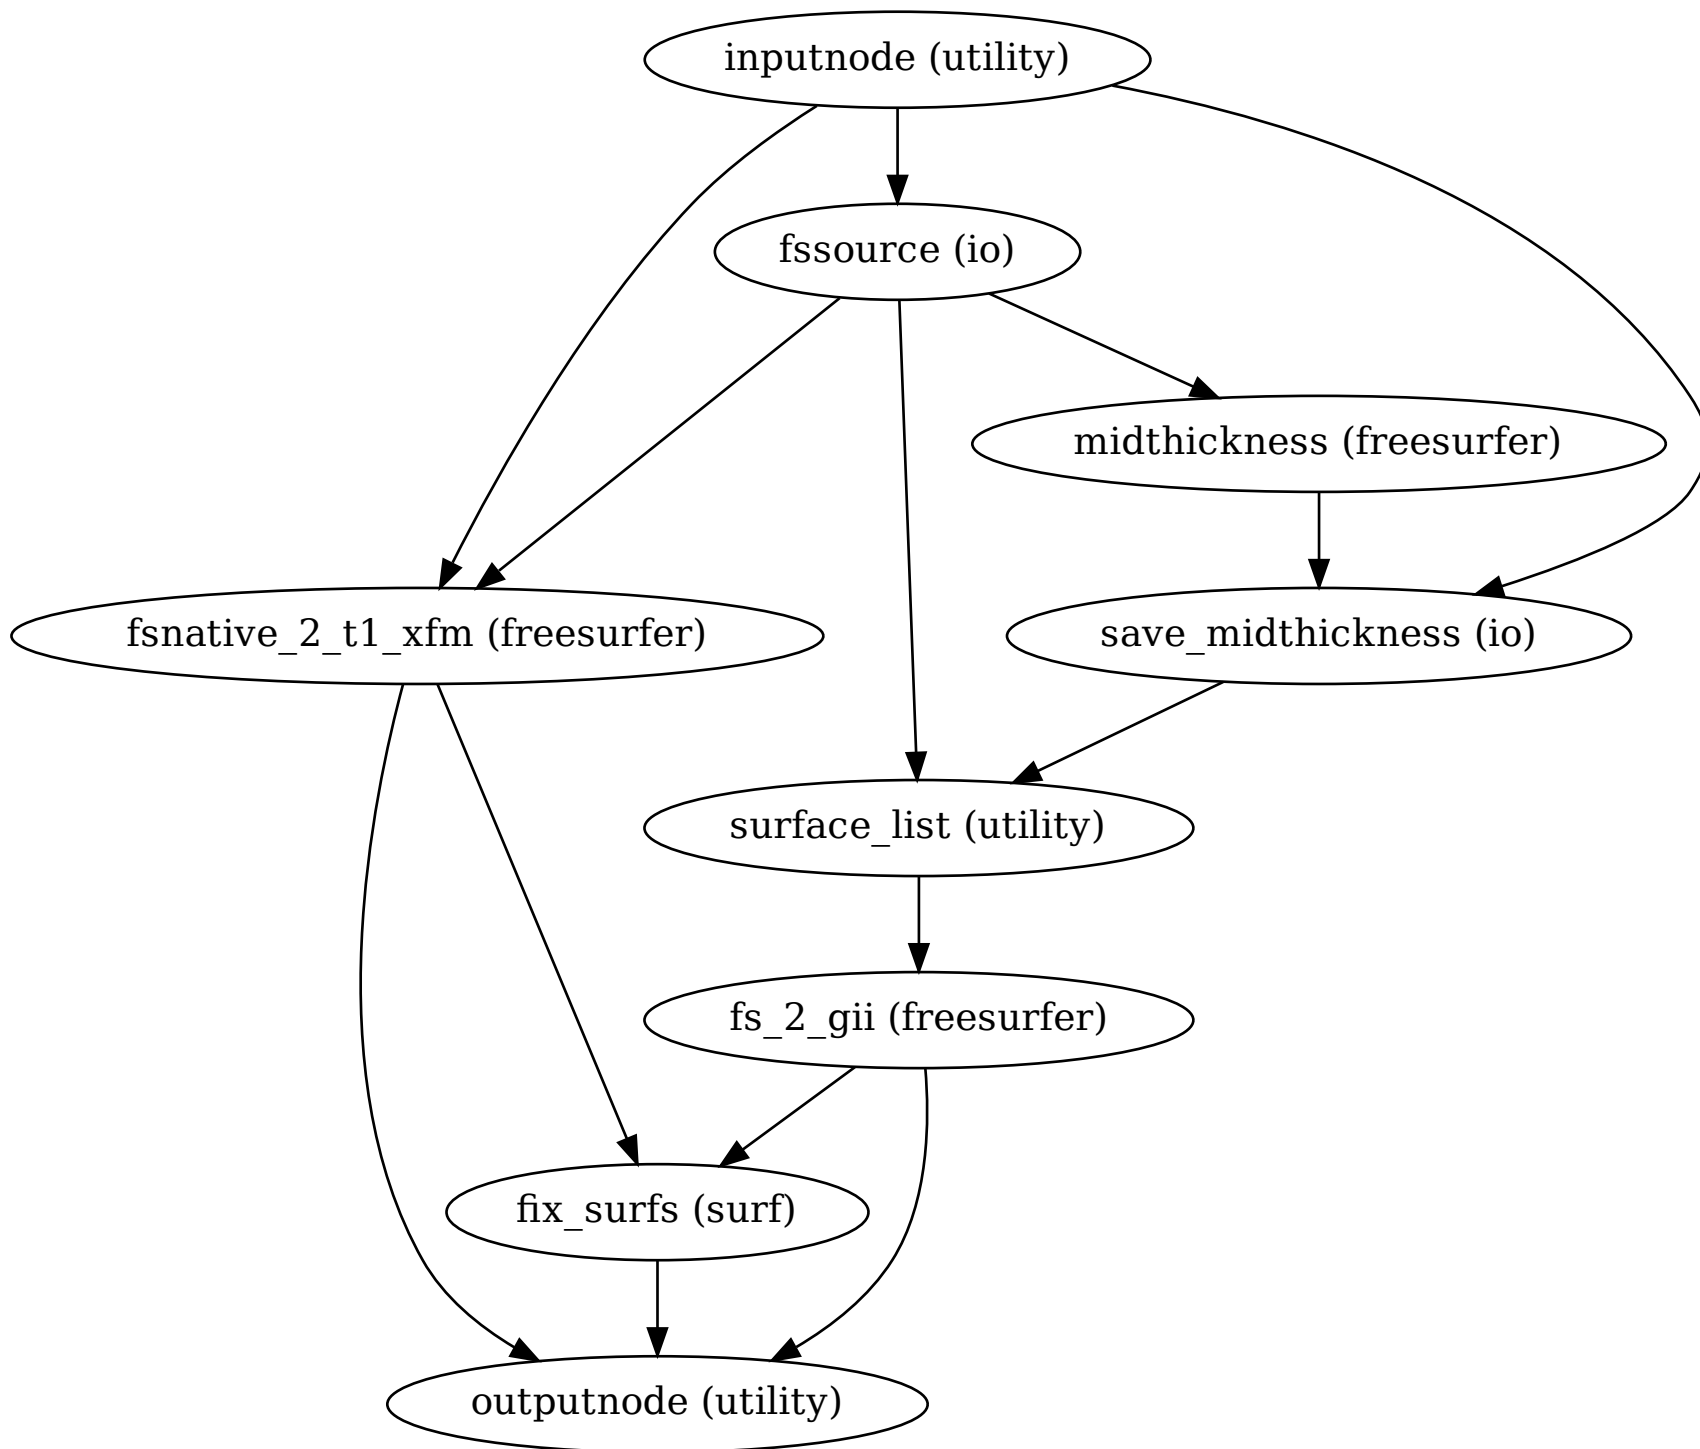 inputnode (utility)
fssource (io)
midthickness (freesurfer)
fsnative_2_t1_xfm (freesurfer)
save_midthickness (io)
surface_list (utility)
fs_2_gii (freesurfer)
fix_surfs (surf)
outputnode (utility)